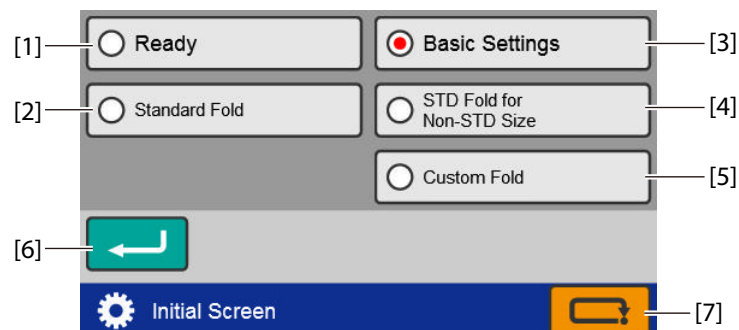 [1] Ready
Basic Settings [3]
[2] Standard Fold
STD Fold for
Non-STD Size [4]
Custom Fold [5]
[6]
Initial Screen [7]